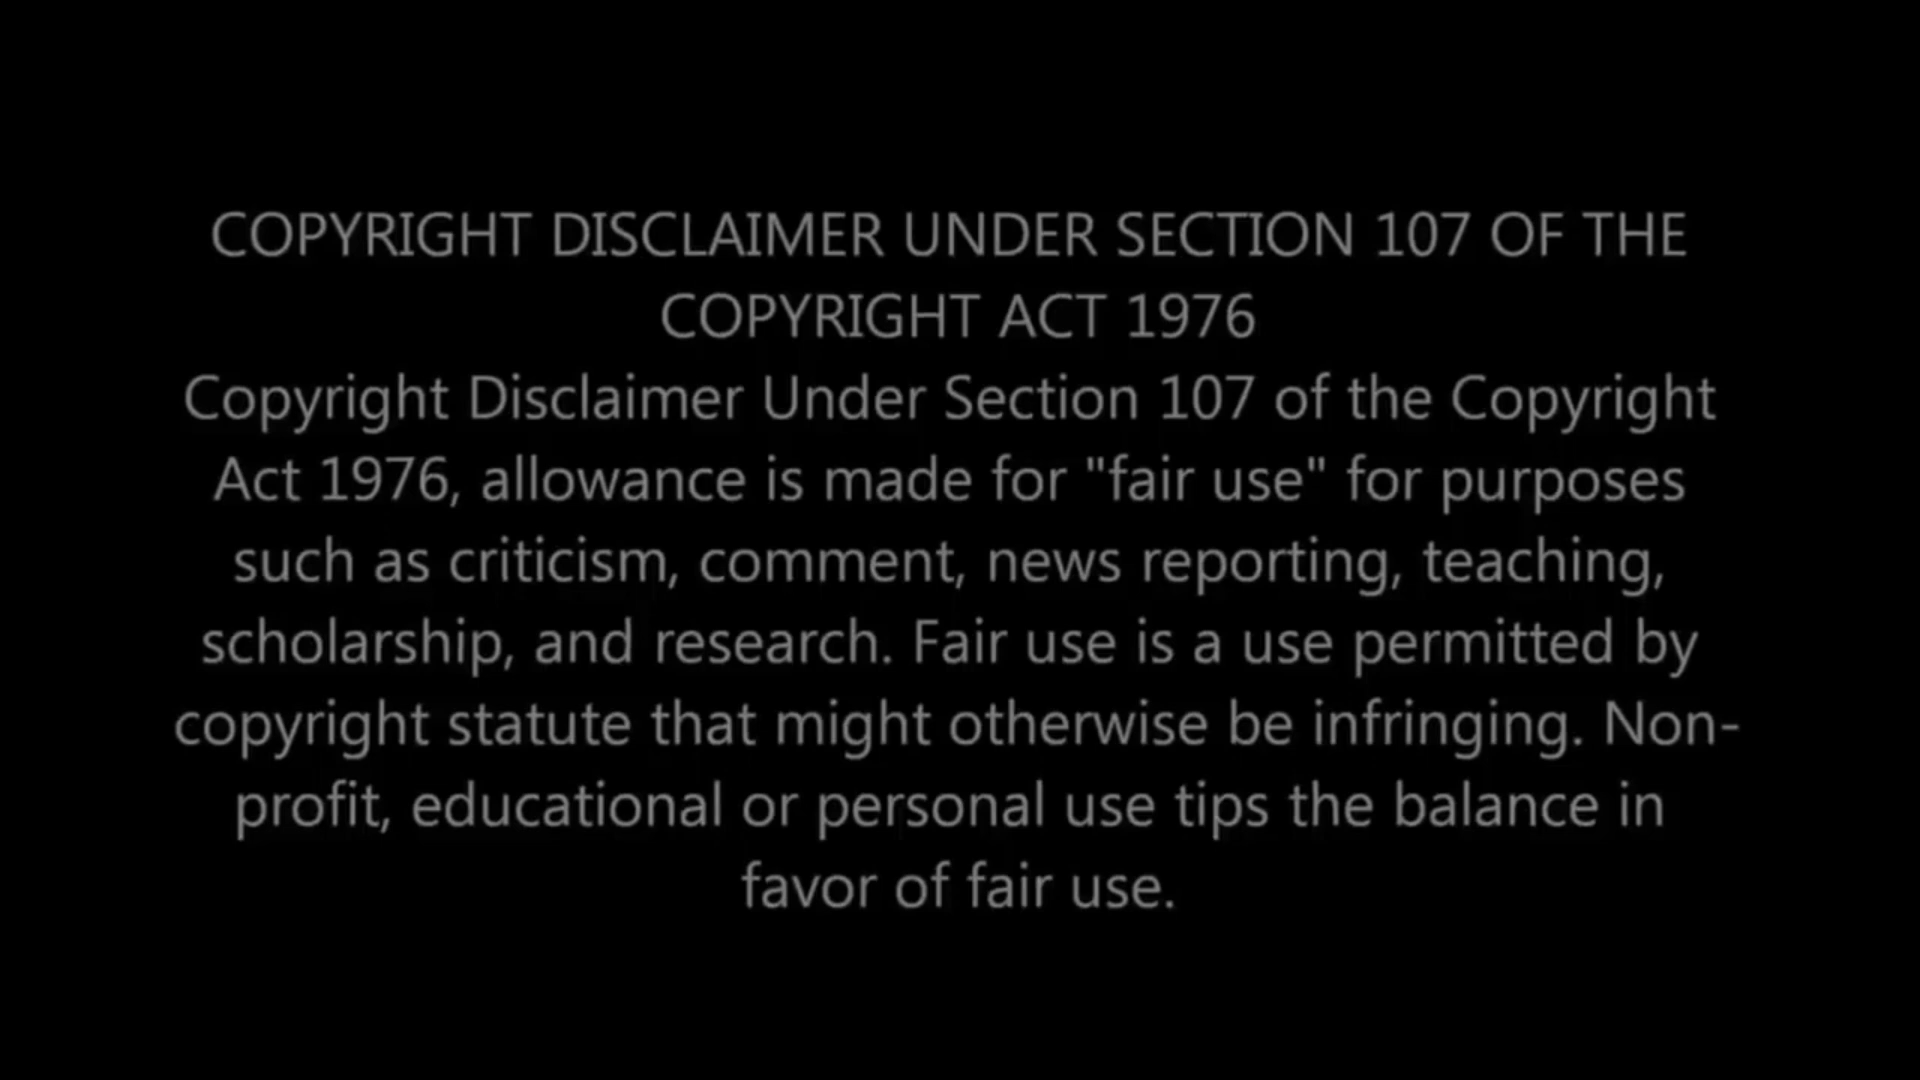 COPYRIGHT DISCLAIMER UNDER SECTION 107 OF THE
COPYRIGHT ACT 1976
Copyright Disclaimer Under Section 107 of the Copyright
Act 1976, allowance is made for "fair use" for purposes
such as criticism, comment, news reporting, teaching,
scholarship, and research. Fair use is a use permitted by
copyright statute that might otherwise be infringing. Non-
profit, educational or personal use tips the balance in
favor of fair use.